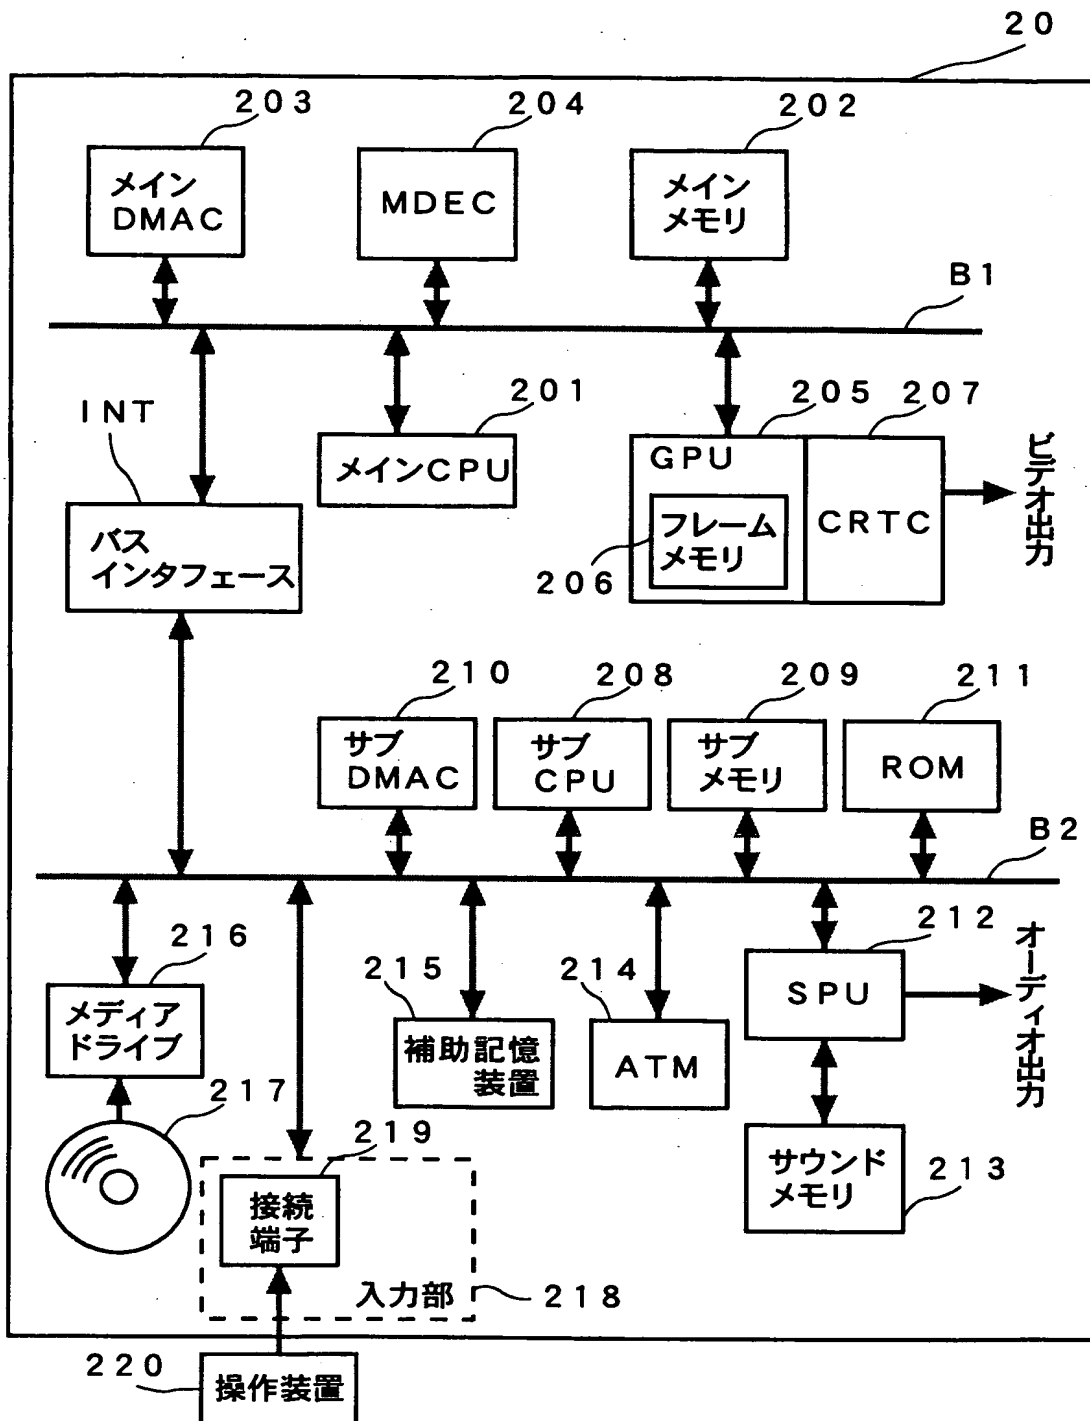 20
203
204
202
メイン
DMAC
MDEC
メイン
メモリ
B1
INT
201
205
207
メインCPU
GPU
CRTC
フレーム
メモリ
206
ビデオ出力
バス
インタフェース
210
208
209
211
サブ
DMAC
サブ
CPU
サブ
メモリ
ROM
B2
216
215
214
212
メディア
ドライブ
補助記憶
装置
ATM
SPU
オーディオ出力
217
219
接続
端子
サウンド
メモリ
213
入力部
218
220
操作装置